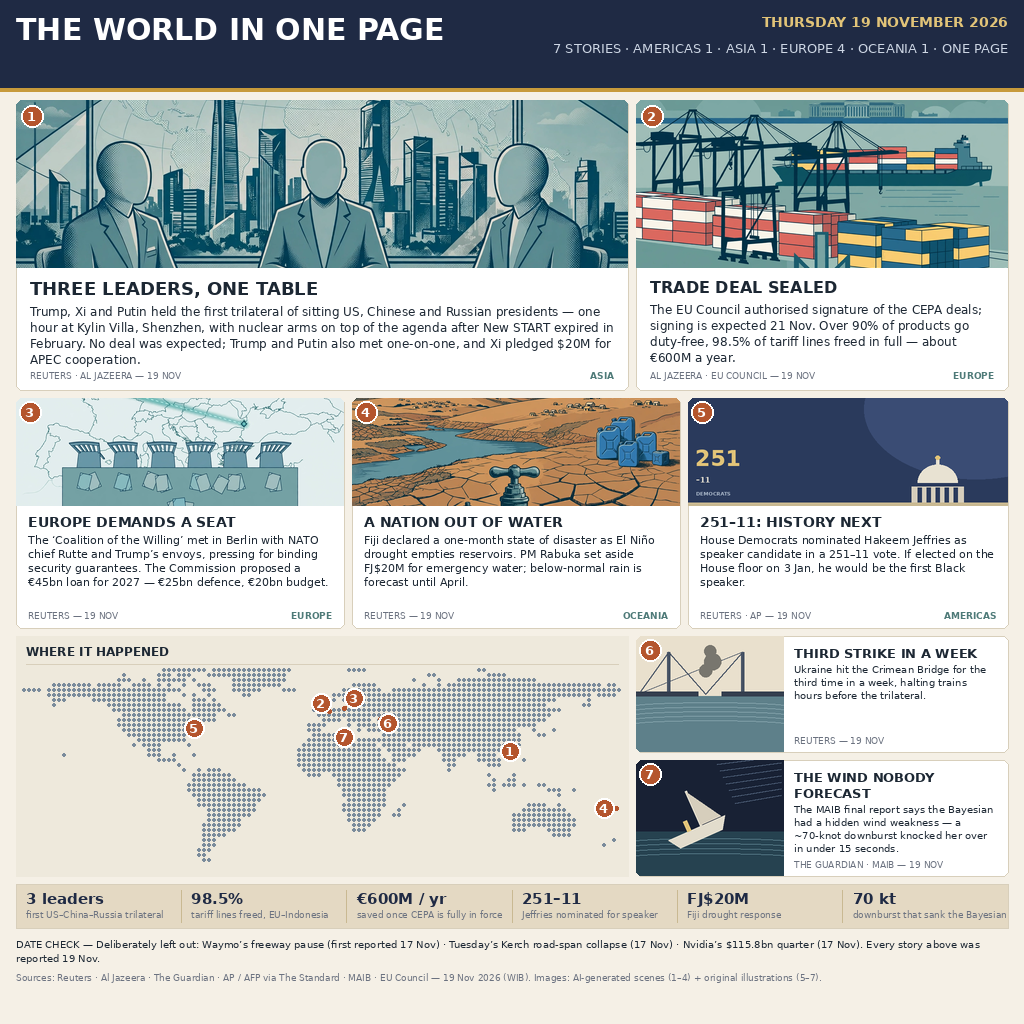 THE WORLD IN ONE PAGE
THURSDAY 19 NOVEMBER 2026
7 STORIES · AMERICAS 1 · ASIA 1 · EUROPE 4 · OCEANIA 1 · ONE PAGE
1
THREE LEADERS, ONE TABLE
Trump, Xi and Putin held the first trilateral of sitting US, Chinese and Russian presidents — one
hour at Kylin Villa, Shenzhen, with nuclear arms on top of the agenda after New START expired in
February. No deal was expected; Trump and Putin also met one-on-one, and Xi pledged $20M for
APEC cooperation.
REUTERS · AL JAZEERA — 19 NOV
ASIA
2
TRADE DEAL SEALED
The EU Council authorised signature of the CEPA deals;
signing is expected 21 Nov. Over 90% of products go
duty-free, 98.5% of tariff lines freed in full — about
€600M a year.
AL JAZEERA · EU COUNCIL — 19 NOV
EUROPE
3
EUROPE DEMANDS A SEAT
The ‘Coalition of the Willing’ met in Berlin with NATO
chief Rutte and Trump’s envoys, pressing for binding
security guarantees. The Commission proposed a
€45bn loan for 2027 — €25bn defence, €20bn budget.
REUTERS — 19 NOV
EUROPE
4
A NATION OUT OF WATER
Fiji declared a one-month state of disaster as El Niño
drought empties reservoirs. PM Rabuka set aside
FJ$20M for emergency water; below-normal rain is
forecast until April.
REUTERS — 19 NOV
OCEANIA
5
251
–11
DEMOCRATS
251–11: HISTORY NEXT
House Democrats nominated Hakeem Jeffries as
speaker candidate in a 251–11 vote. If elected on the
House floor on 3 Jan, he would be the first Black
speaker.
REUTERS · AP — 19 NOV
AMERICAS
WHERE IT HAPPENED
2
3
5
6
7
1
4
6
THIRD STRIKE IN A WEEK
Ukraine hit the Crimean Bridge for the
third time in a week, halting trains
hours before the trilateral.
REUTERS — 19 NOV
7
THE WIND NOBODY
FORECAST
The MAIB final report says the Bayesian
had a hidden wind weakness — a
~70-knot downburst knocked her over
in under 15 seconds.
THE GUARDIAN · MAIB — 19 NOV
3 leaders
first US–China–Russia trilateral
98.5%
tariff lines freed, EU–Indonesia
€600M / yr
saved once CEPA is fully in force
251–11
Jeffries nominated for speaker
FJ$20M
Fiji drought response
70 kt
downburst that sank the Bayesian
DATE CHECK — Deliberately left out: Waymo’s freeway pause (first reported 17 Nov) · Tuesday’s Kerch road-span collapse (17 Nov) · Nvidia’s $115.8bn quarter (17 Nov). Every story above was
reported 19 Nov.
Sources: Reuters · Al Jazeera · The Guardian · AP / AFP via The Standard · MAIB · EU Council — 19 Nov 2026 (WIB). Images: AI-generated scenes (1–4) + original illustrations (5–7).